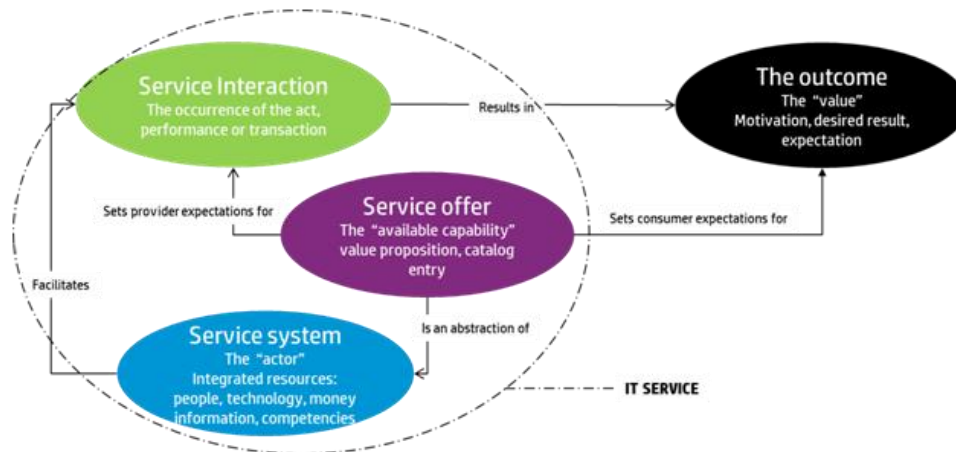 Service Interaction
The occurrence of the act,
performance or transaction
Results in
The outcome
The "value"
Motivation, desired result,
expectation
Sets provider expectations for
Service offer
The "available capability"
value proposition, catalog
entry
Sets consumer expectations for
Facilitates
Is an abstraction of
Service system
The "actor"
Integrated resources:
people, technology, money
information, competencies
IT SERVICE